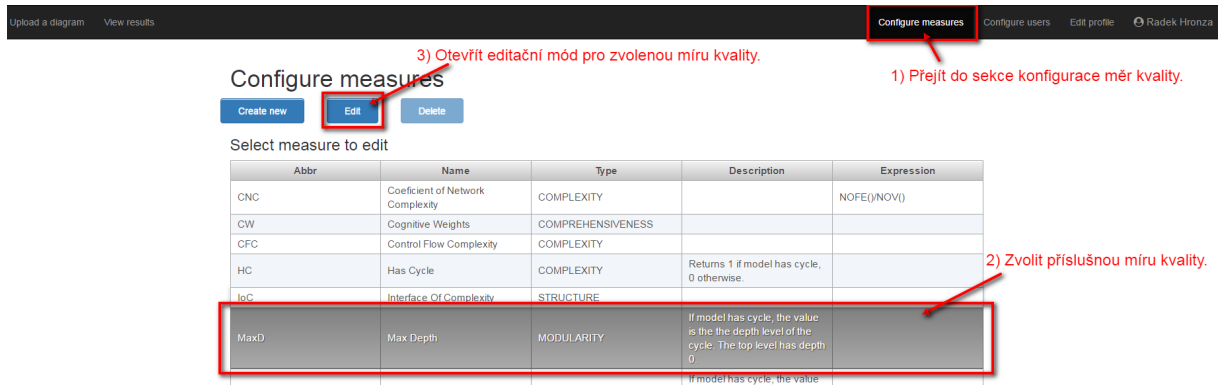 Upload a diagram View results Configure measures Configure users Edit profile Radek Hronza
3) Otevřít editační mód pro zvolenou míru kvality.
1) Přejít do sekce konfigurace měr kvality.
Configure measures
Create new Edit Delete
Select measure to edit
Abbr Name Type Description Expression
CNC Coeficient of Network Complexity COMPLEXITY NOFE()/NOV()
CW Cognitive Weights COMPREHENSIVENESS
CFC Control Flow Complexity COMPLEXITY
HC Has Cycle COMPLEXITY Returns 1 if model has cycle, 0 otherwise.
2) Zvolit příslušnou míru kvality.
IoC Interface Of Complexity STRUCTURE
MaxD Max Depth MODULARITY If model has cycle, the value is the the depth level of the cycle. The top level has depth 0.
If model has cycle, the value